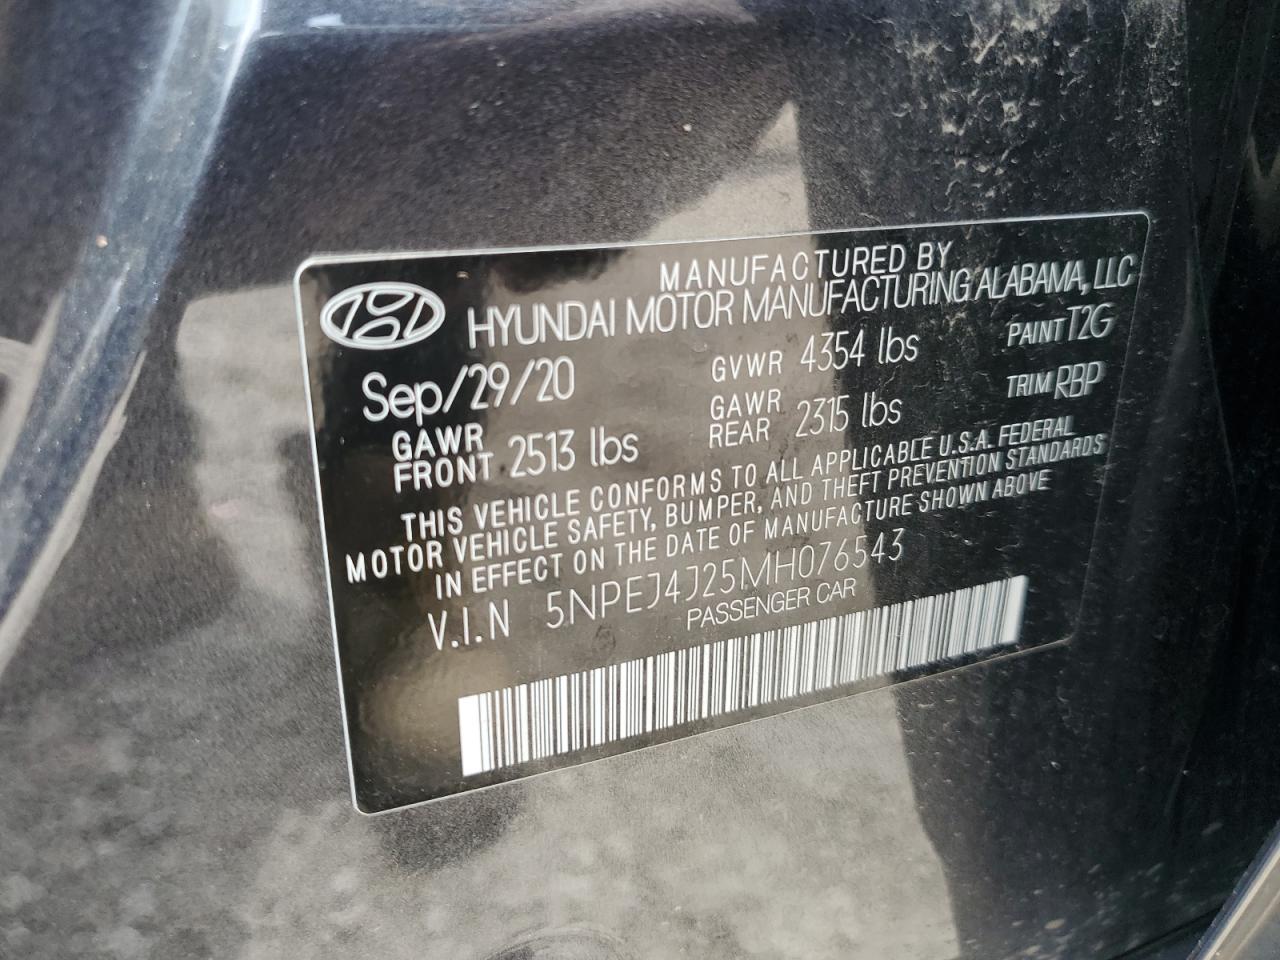 MANUFACTURED BY
HYUNDAI MOTOR MANUFACTURING ALABAMA, LLC
Sep/29/20 GVWR 4354 lbs PAINT T2G
GAWR FRONT 2513 lbs GAWR REAR 2315 lbs TRIM RBP
THIS VEHICLE CONFORMS TO ALL APPLICABLE U.S.A. FEDERAL
MOTOR VEHICLE SAFETY, BUMPER, AND THEFT PREVENTION STANDARDS
IN EFFECT ON THE DATE OF MANUFACTURE SHOWN ABOVE
V.I.N 5NPEJ4J25MH076543
PASSENGER CAR